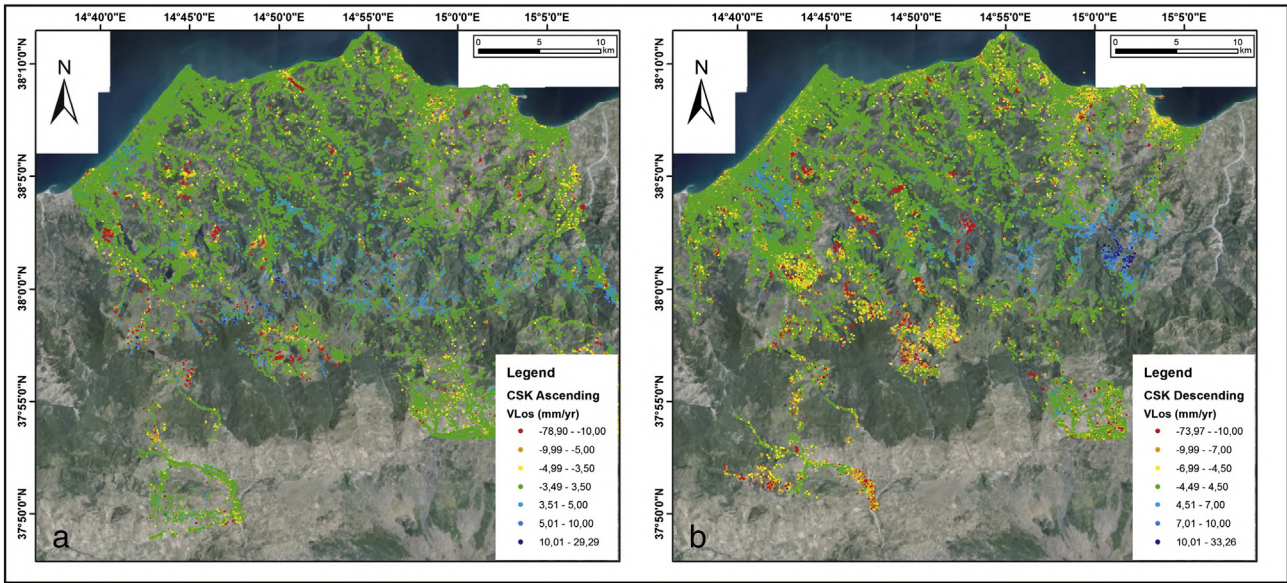 14°40'0"E 14°45'0"E 14°50'0"E 14°55'0"E 15°0'0"E 15°5'0"E
0 5 10
km
N
38°10'0"N
38°5'0"N
38°0'0"N
37°55'0"N
37°50'0"N
Legend
CSK Ascending
VLos (mm/yr)
-78,90 - -10,00
-9,99 - -5,00
-4,99 - -3,50
-3,49 - 3,50
3,51 - 5,00
5,01 - 10,00
10,01 - 29,29
a
14°40'0"E 14°45'0"E 14°50'0"E 14°55'0"E 15°0'0"E 15°5'0"E
0 5 10
km
N
38°10'0"N
38°5'0"N
38°0'0"N
37°55'0"N
37°50'0"N
Legend
CSK Descending
VLos (mm/yr)
-73,97 - -10,00
-9,99 - -7,00
-6,99 - -4,50
-4,49 - 4,50
4,51 - 7,00
7,01 - 10,00
10,01 - 33,26
b